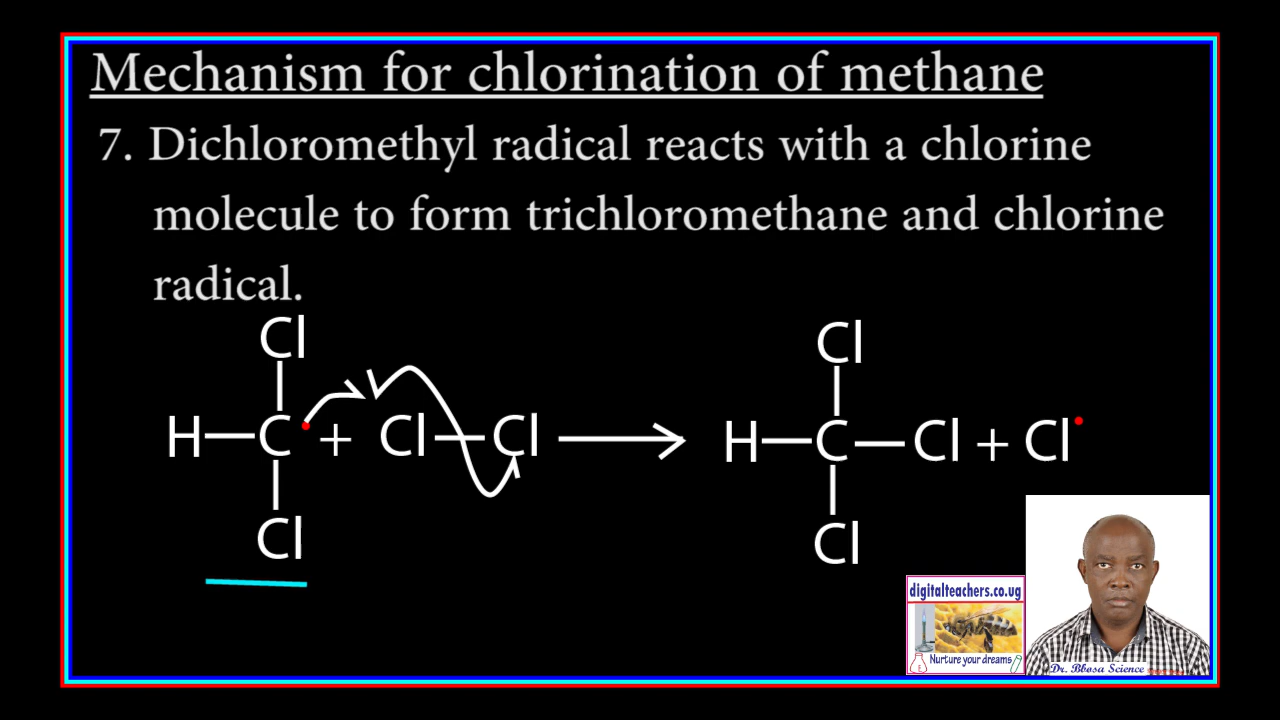 Mechanism for chlorination of methane
7. Dichloromethyl radical reacts with a chlorine
molecule to form trichloromethane and chlorine
radical.
Cl Cl
H—C• + Cl—Cl ⟶ H—C—Cl + Cl•
Cl Cl
digitalteachers.co.ug
Nurture your dreams
Dr. Bbosa Science